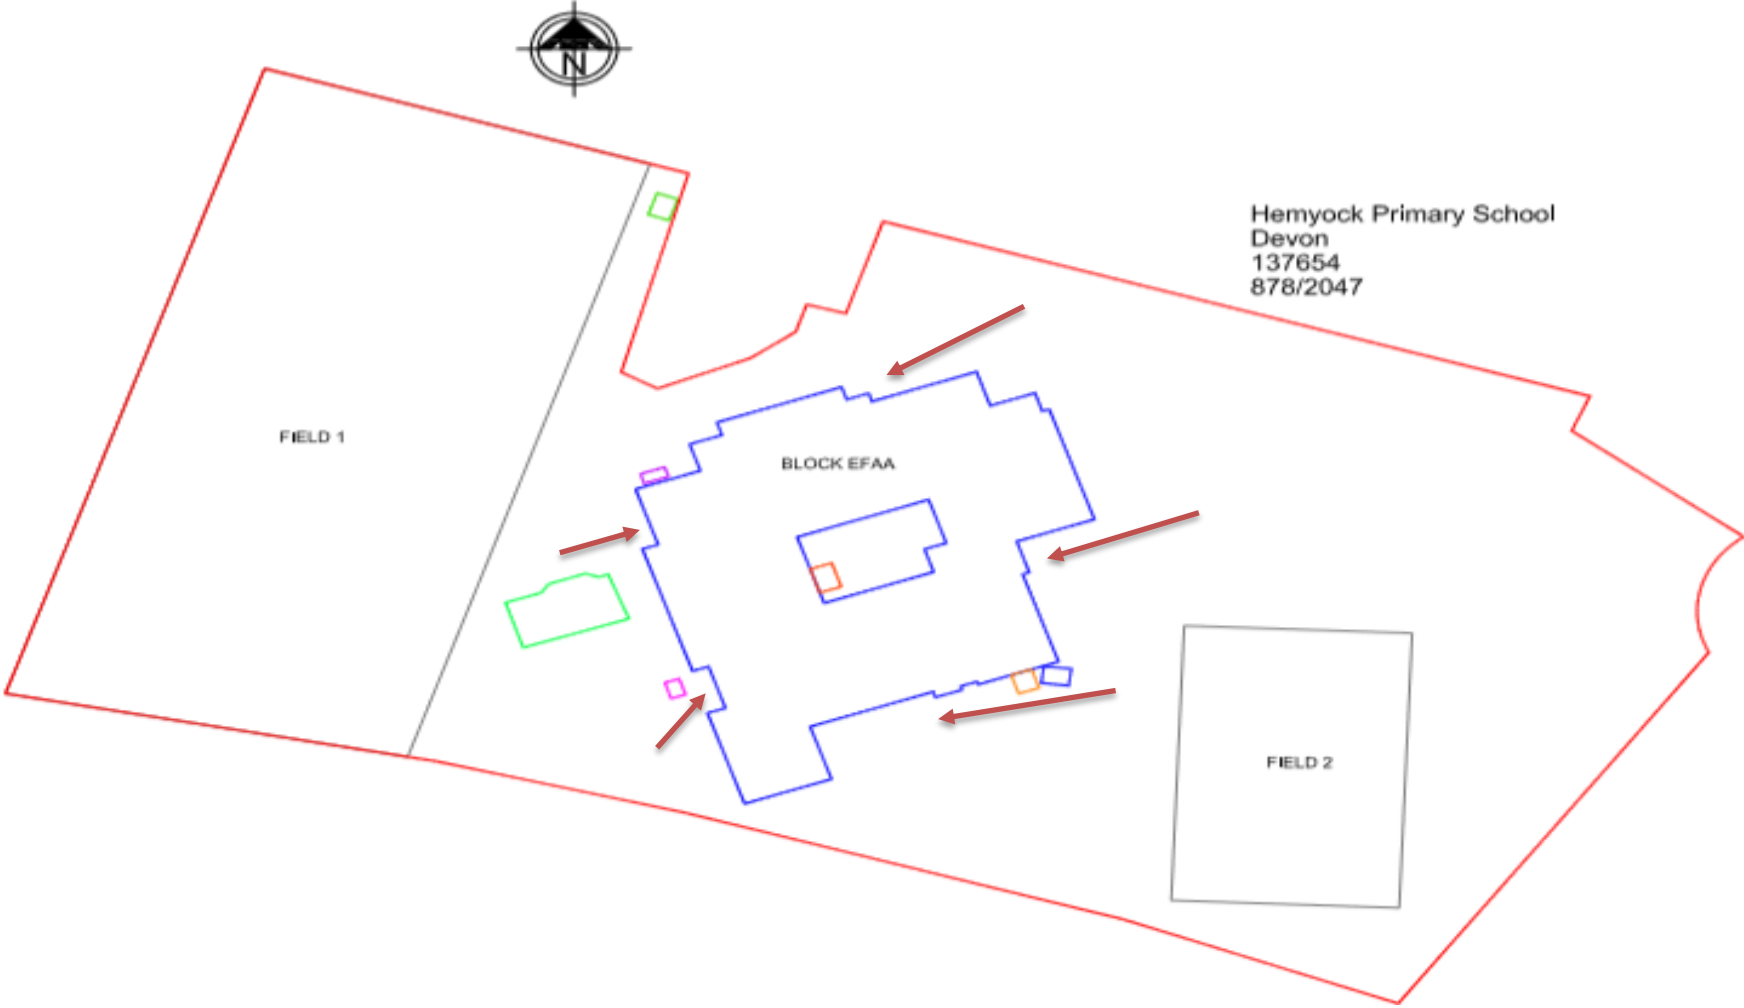 N
Hemyock Primary School
Devon
137654
878/2047
FIELD 1
BLOCK EFAA
FIELD 2